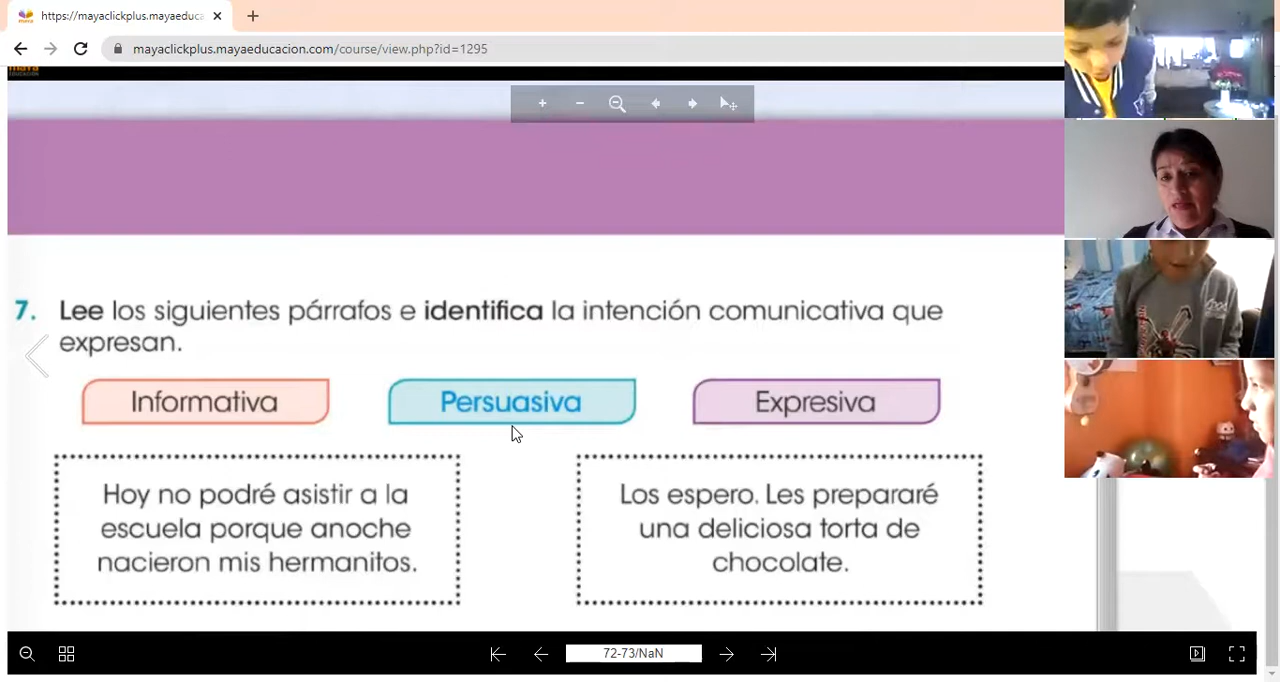 https://mayaclickplus.mayaeduca
mayaclickplus.mayaeducacion.com/course/view.php?id=1295
maya
EDUCACIÓN
7. Lee los siguientes párrafos e identifica la intención comunicativa que
expresan.
Informativa
Persuasiva
Expresiva
Hoy no podré asistir a la
escuela porque anoche
nacieron mis hermanitos.
Los espero. Les prepararé
una deliciosa torta de
chocolate.
72-73/NaN